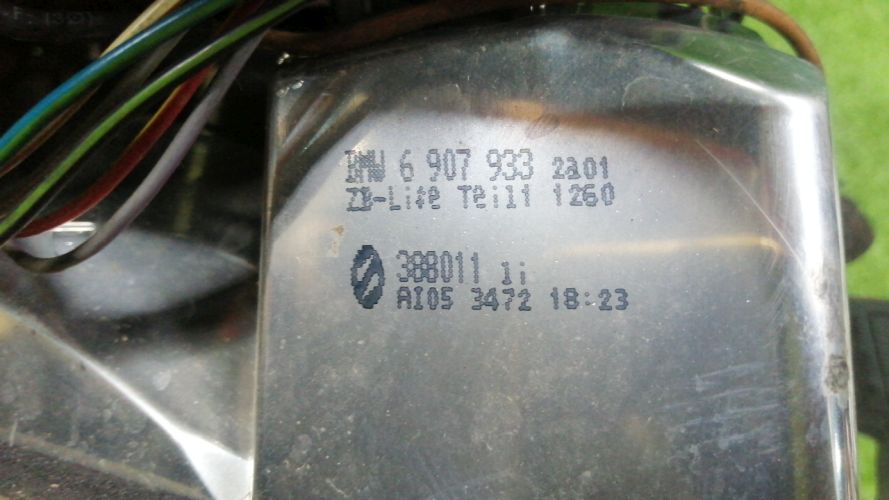 BMW 6 907 933 2a01
ZB-Life Teil1 1260
388011 1i
AI05 3472 18:23